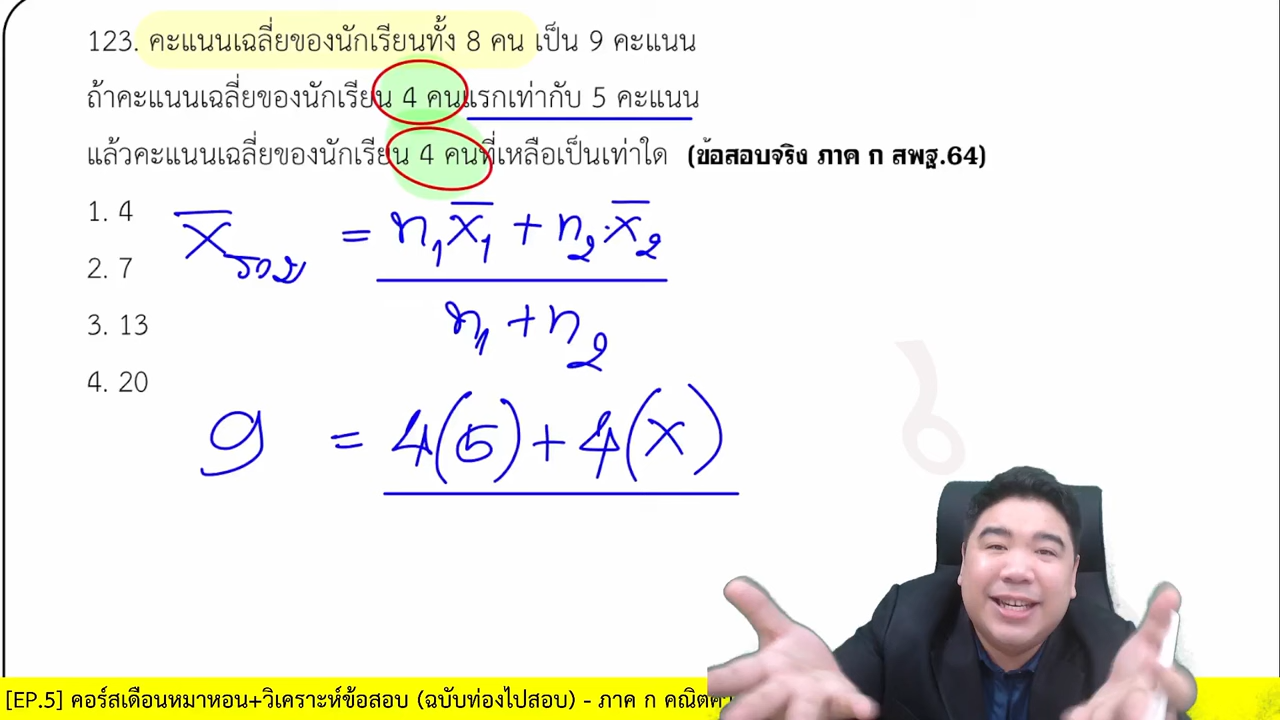 123. คะแนนเฉลี่ยของนักเรียนทั้ง 8 คน เป็น 9 คะแนน
ถ้าคะแนนเฉลี่ยของนักเรียน 4 คนแรกเท่ากับ 5 คะแนน
แล้วคะแนนเฉลี่ยของนักเรียน 4 คนที่เหลือเป็นเท่าใด (ข้อสอบจริง ภาค ก สพฐ.64)
1. 4
2. 7
3. 13
4. 20
x̄รวม = n₁x̄₁ + n₂·x̄₂
n₁ + n₂
9 = 4(5) + 4(x)
[EP.5] คอร์สเดือนหมาหอน+วิเคราะห์ข้อสอบ (ฉบับท่องไปสอบ) - ภาค ก